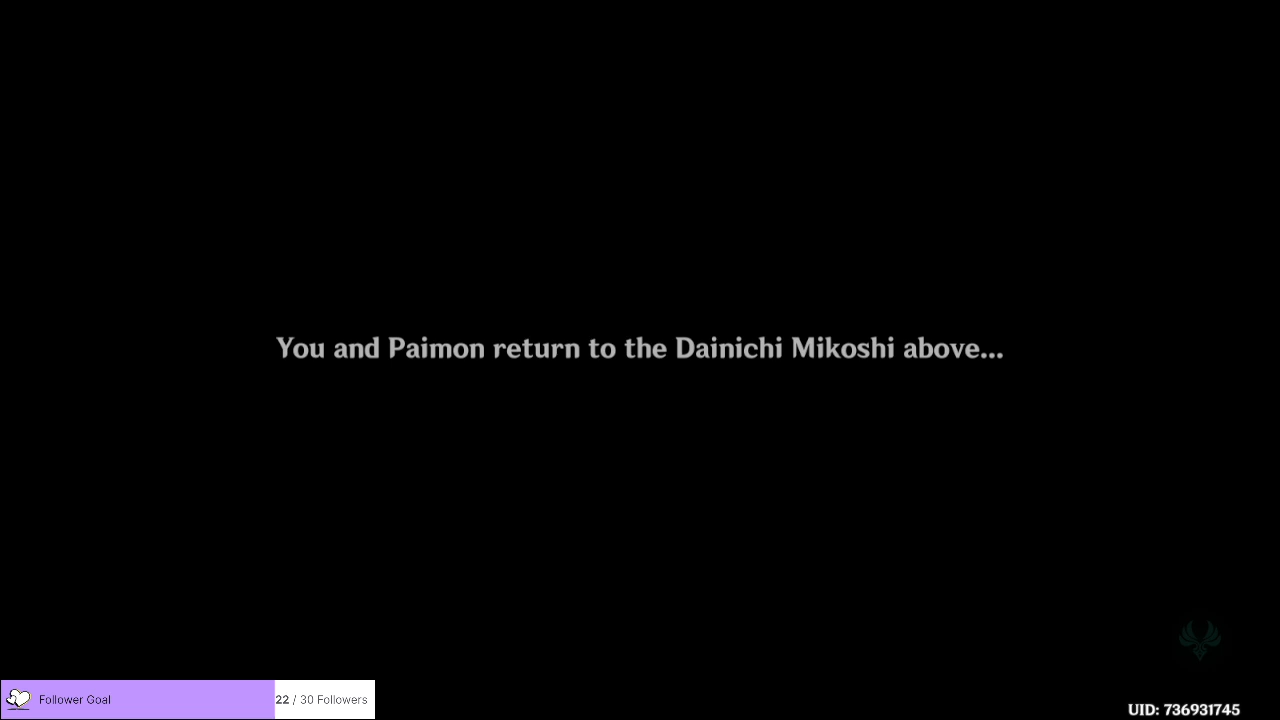 You and Paimon return to the Dainichi Mikoshi above...
Follower Goal
22 / 30 Followers
UID: 736931745